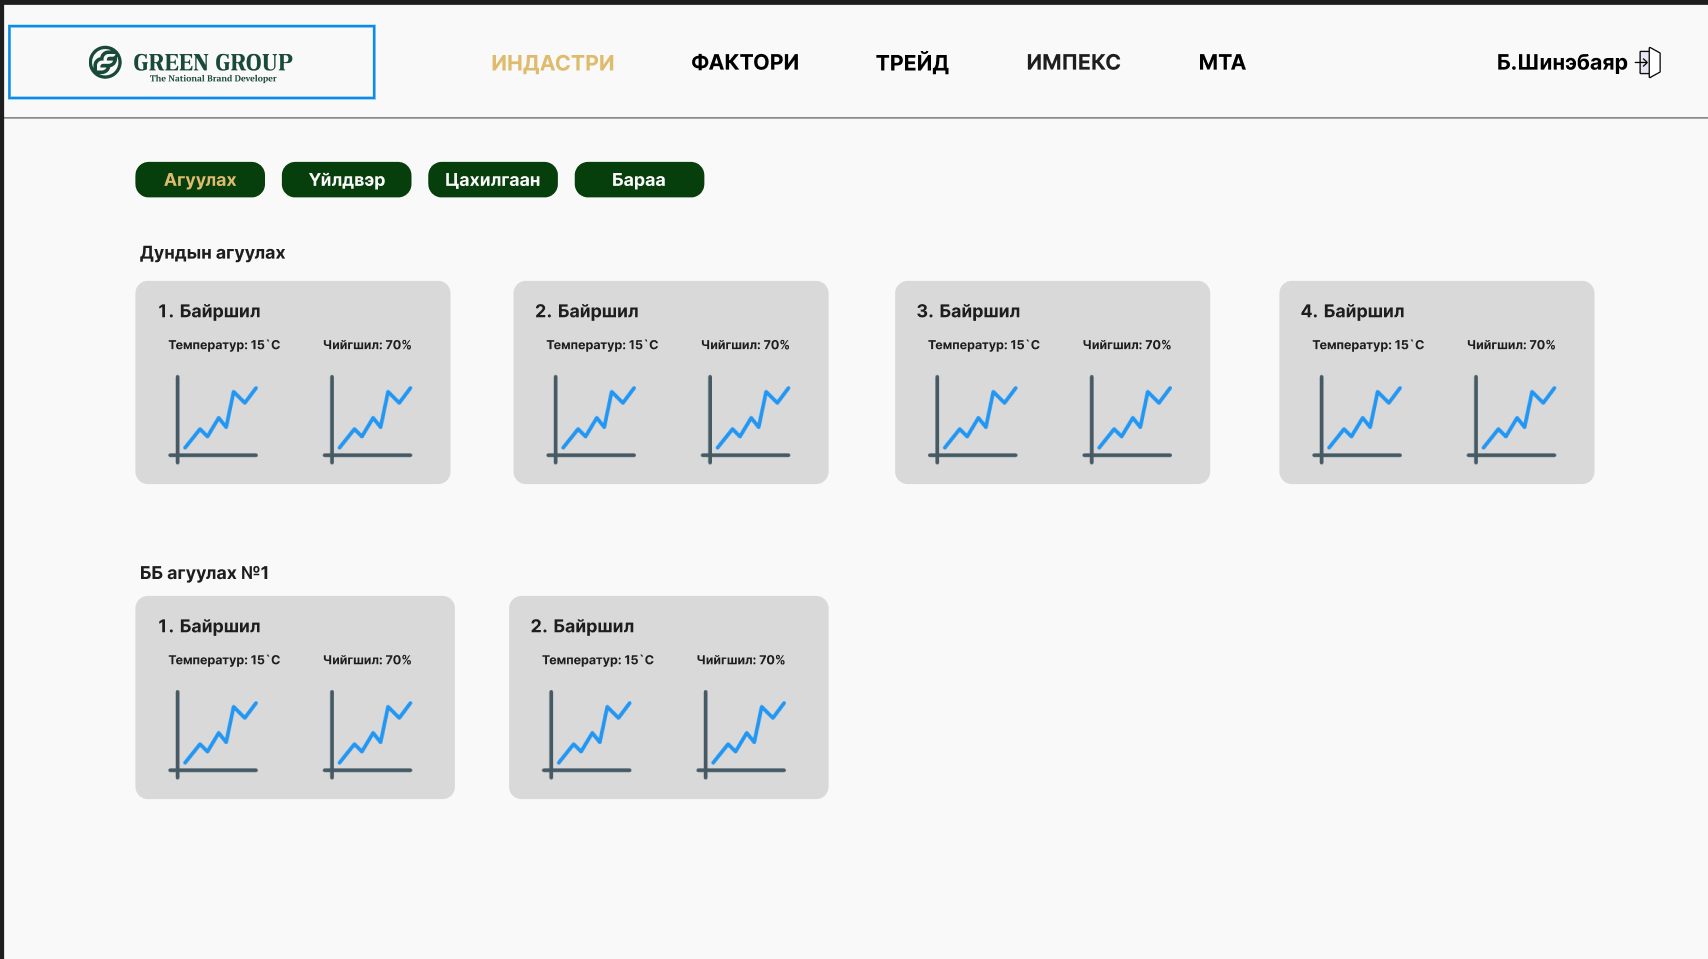 GREEN GROUP
The National Brand Developer
ИНДАСТРИ
ФАКТОРИ
ТРЕЙД
ИМПЕКС
МТА
Б.Шинэбаяр
Агуулах
Үйлдвэр
Цахилгаан
Бараа
Дундын агуулах
1. Байршил
Температур: 15`C
Чийгшил: 70%
2. Байршил
Температур: 15`C
Чийгшил: 70%
3. Байршил
Температур: 15`C
Чийгшил: 70%
4. Байршил
Температур: 15`C
Чийгшил: 70%
ББ агуулах №1
1. Байршил
Температур: 15`C
Чийгшил: 70%
2. Байршил
Температур: 15`C
Чийгшил: 70%